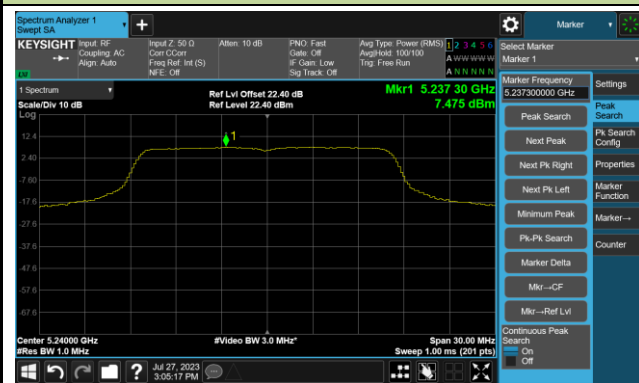 Spectrum Analyzer 1
Swept SA
Marker
KEYSIGHT
Input: RF
Coupling: AC
Align: Auto
Input Z: 50 Ω
Corr CCorr
Freq Ref: Int (S)
NFE: Off
Atten: 10 dB
PNO: Fast
Gate: Off
IF Gain: Low
Sig Track: Off
Avg Type: Power (RMS)
Avg|Hold: 100/100
Trig: Free Run
1 2 3 4 5 6
A W W W W W
A N N N N N
Select Marker
Marker 1
LXI
1 Spectrum
Scale/Div 10 dB
Log
Ref Lvl Offset 22.40 dB
Ref Level 22.40 dBm
Mkr1 5.237 30 GHz
7.475 dBm
1
12.4
2.40
-7.60
-17.6
-27.6
-37.6
-47.6
-57.6
-67.6
Center 5.24000 GHz
#Res BW 1.0 MHz
#Video BW 3.0 MHz*
Span 30.00 MHz
Sweep 1.00 ms (201 pts)
Marker Frequency
5.237300000 GHz
Peak Search
Next Peak
Next Pk Right
Next Pk Left
Minimum Peak
Pk-Pk Search
Marker Delta
Mkr→CF
Mkr→Ref Lvl
Continuous Peak
Search
On
Off
Settings
Peak
Search
Pk Search
Config
Properties
Marker
Function
Marker→
Counter
?
Jul 27, 2023
3:05:17 PM